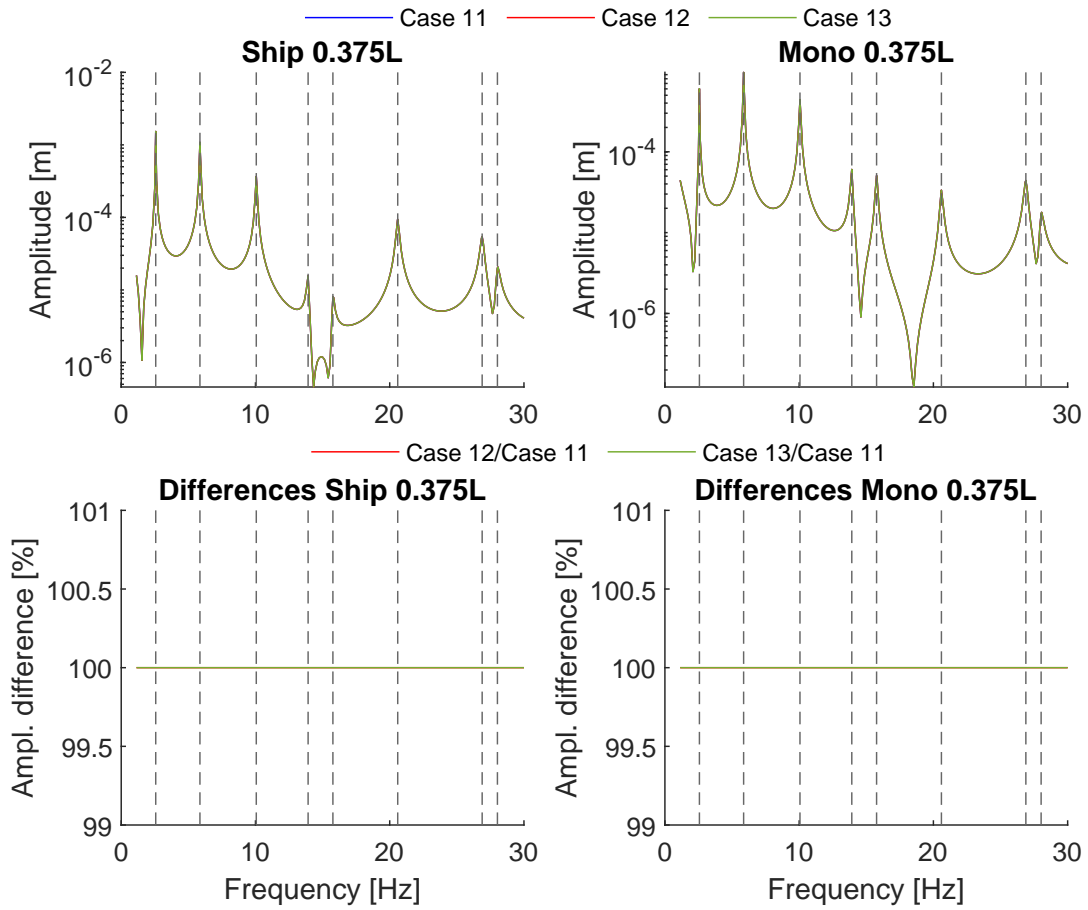 Case 11 Case 12 Case 13
Ship 0.375L Mono 0.375L
Amplitude [m]
10^-2
10^-4
10^-6
0 10 20 30
Amplitude [m]
10^-4
10^-6
0 10 20 30
Case 12/Case 11 Case 13/Case 11
Differences Ship 0.375L Differences Mono 0.375L
Ampl. difference [%]
101
100.5
100
99.5
99
0 10 20 30
Frequency [Hz]
Ampl. difference [%]
101
100.5
100
99.5
99
0 10 20 30
Frequency [Hz]